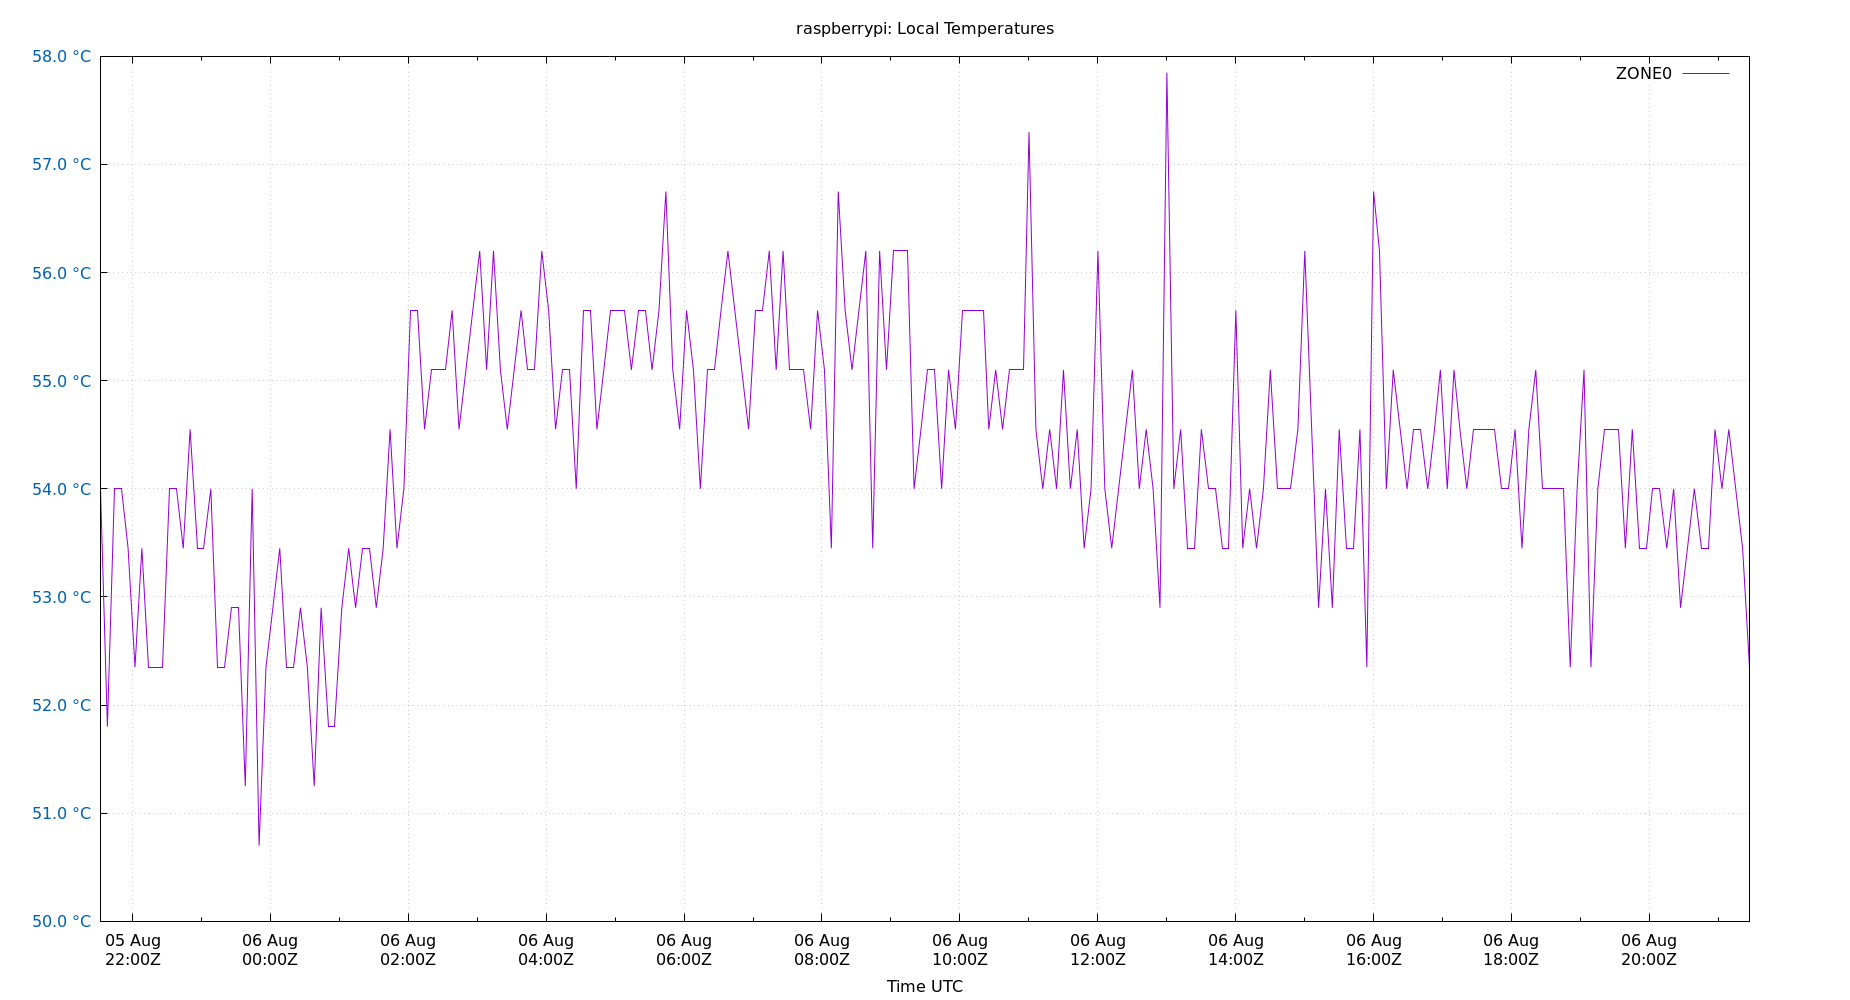 raspberrypi: Local Temperatures
58.0 °C
57.0 °C
56.0 °C
55.0 °C
54.0 °C
53.0 °C
52.0 °C
51.0 °C
50.0 °C
ZONE0
05 Aug 06 Aug 06 Aug 06 Aug 06 Aug 06 Aug 06 Aug 06 Aug 06 Aug 06 Aug 06 Aug 06 Aug
22:00Z 00:00Z 02:00Z 04:00Z 06:00Z 08:00Z 10:00Z 12:00Z 14:00Z 16:00Z 18:00Z 20:00Z
Time UTC